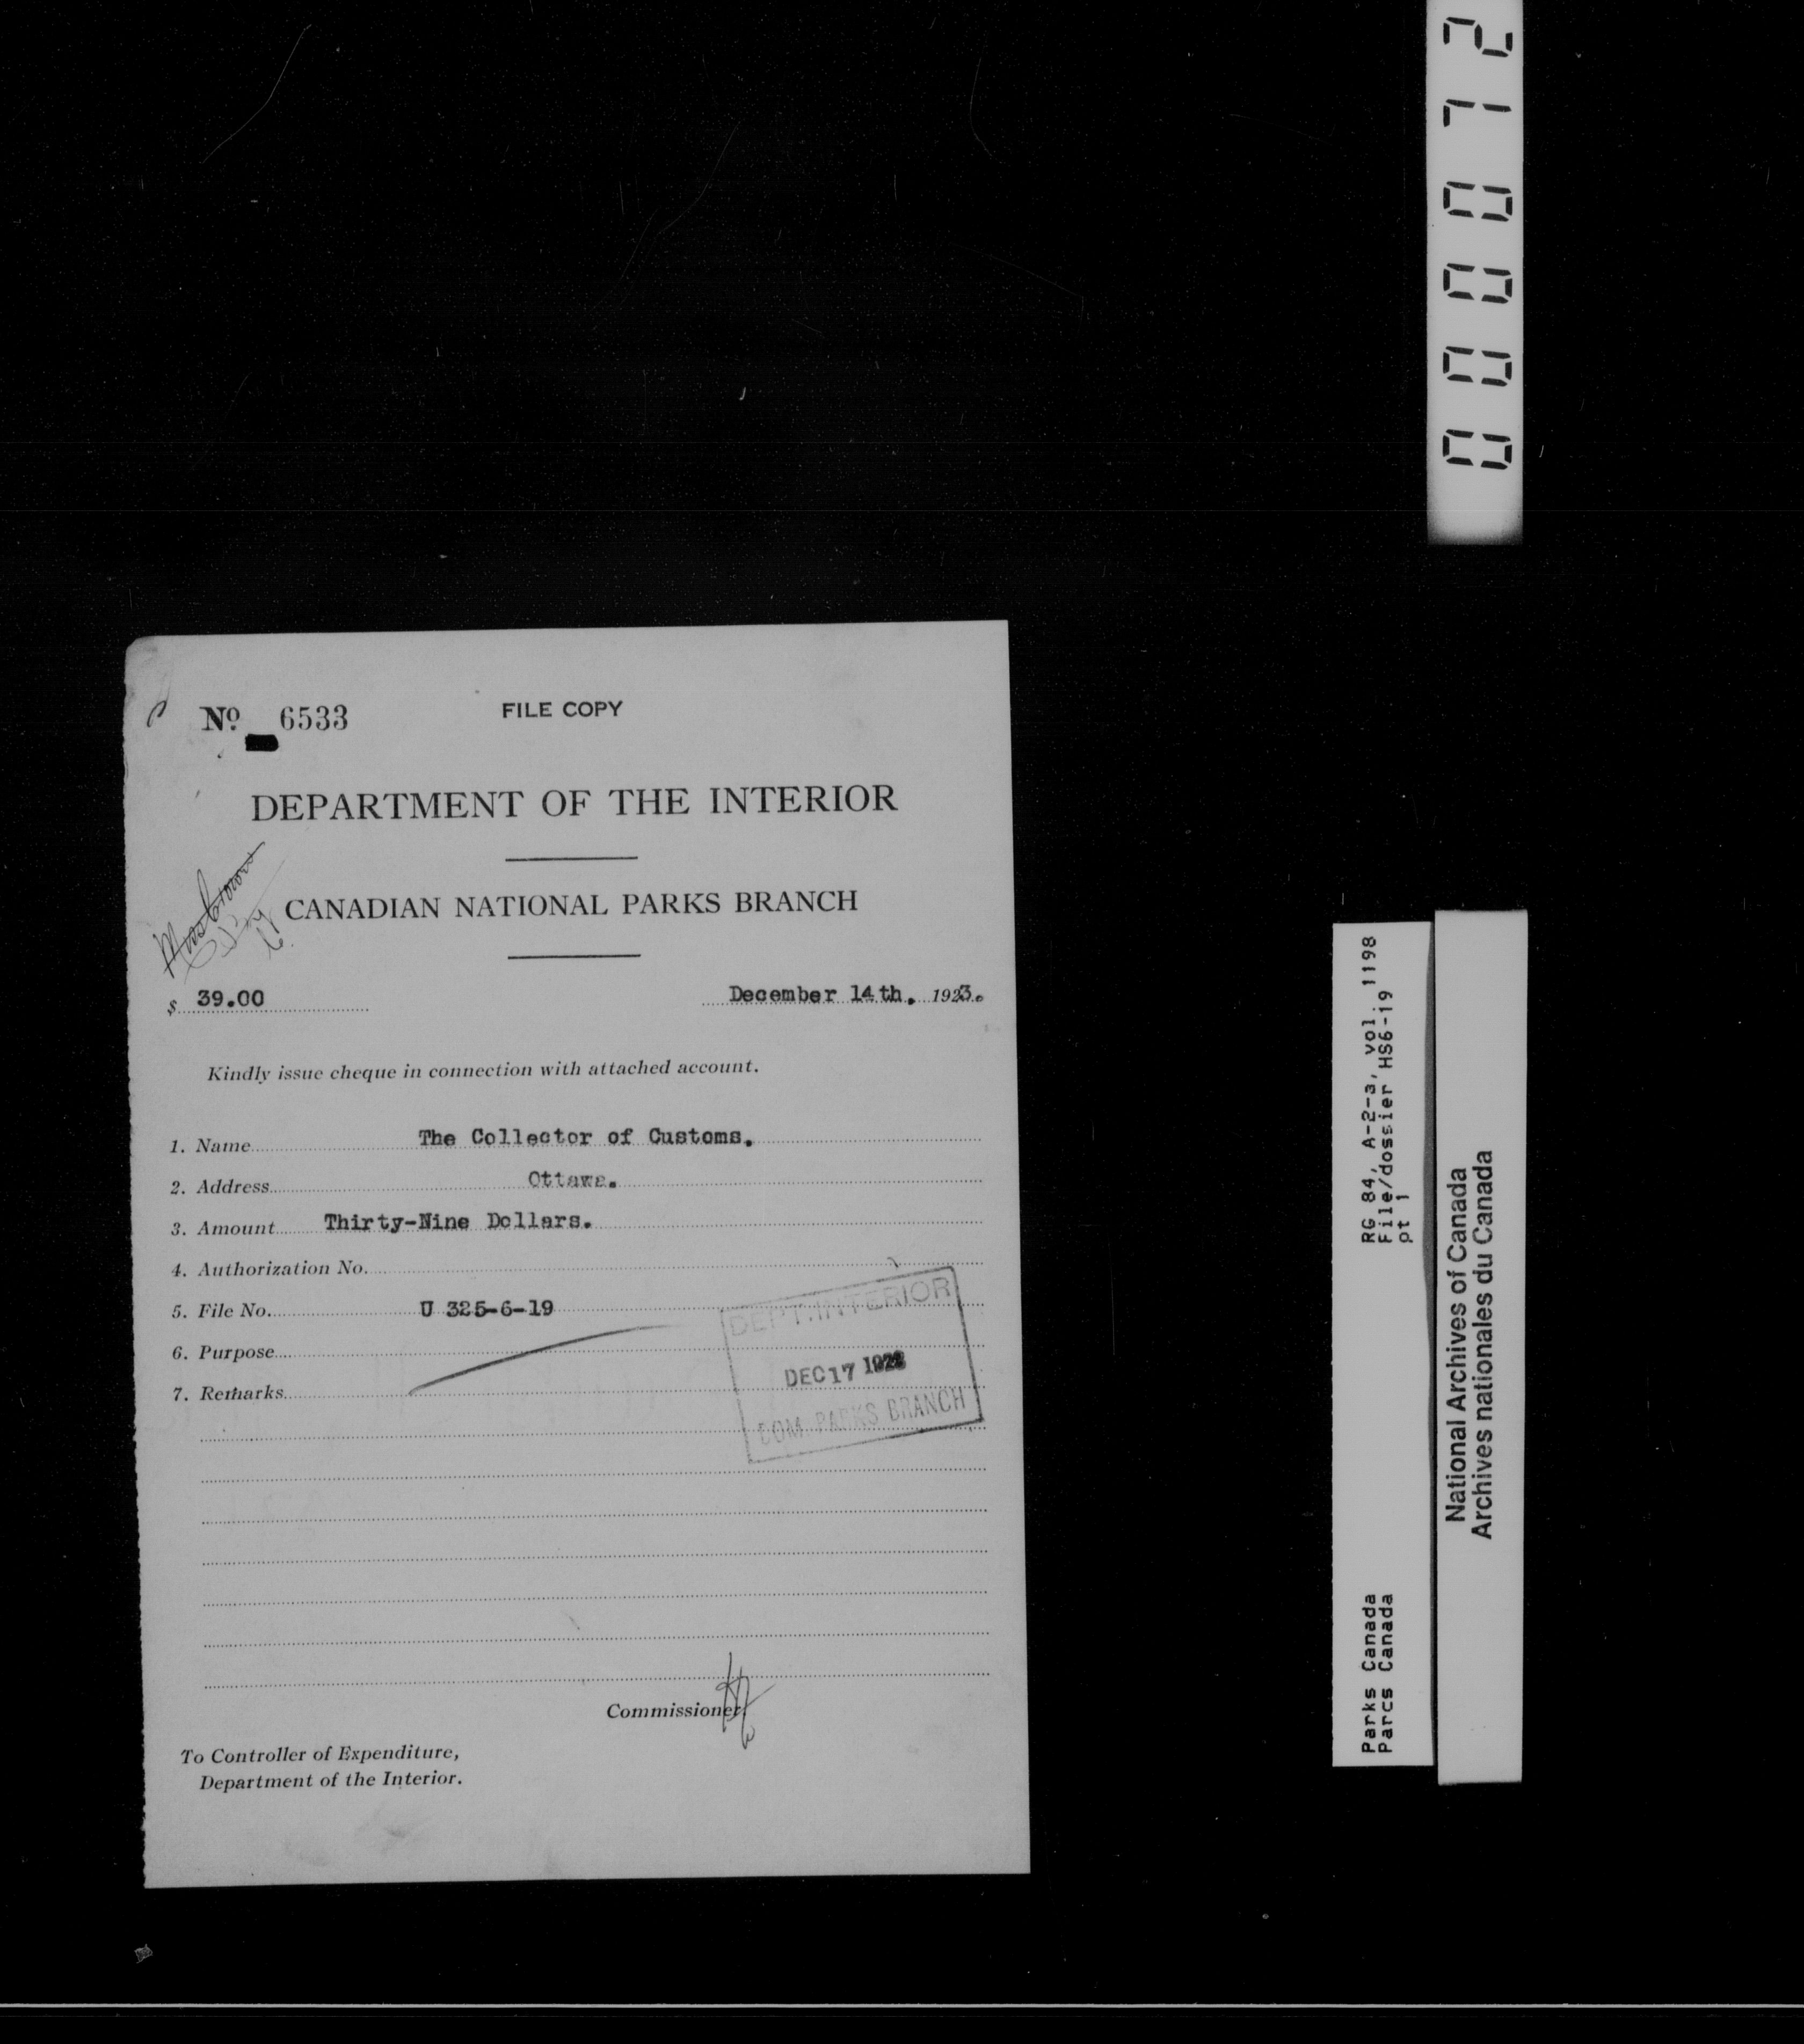 No. 6533
FILE COPY
DEPARTMENT OF THE INTERIOR
CANADIAN NATIONAL PARKS BRANCH
$ 39.00
December 14th. 1923.
Kindly issue cheque in connection with attached account.
1. Name The Collector of Customs.
2. Address Ottawa.
3. Amount Thirty-Nine Dollars.
4. Authorization No.
5. File No. U 325-6-19
6. Purpose
7. Remarks
DEPT. INTERIOR
DEC 17
DOM. PARKS BRANCH
Commissioner.
To Controller of Expenditure,
Department of the Interior.
RG 84, A-2-a, vol. 1198
File/dossier HS6-19
pt 1
Parks Canada
Parcs Canada
National Archives of Canada
Archives nationales du Canada